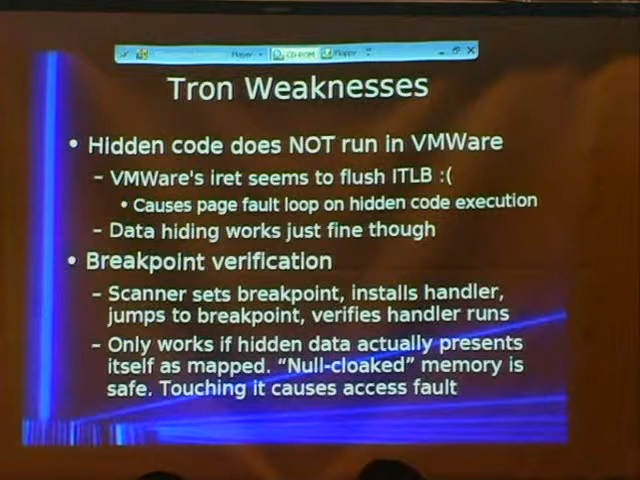 Player
CD-ROM
Floppy
Tron Weaknesses
• Hidden code does NOT run in VMWare
– VMWare's iret seems to flush ITLB :(
• Causes page fault loop on hidden code execution
– Data hiding works just fine though
• Breakpoint verification
– Scanner sets breakpoint, installs handler,
jumps to breakpoint, verifies handler runs
– Only works if hidden data actually presents
itself as mapped. “Null-cloaked” memory is
safe. Touching it causes access fault